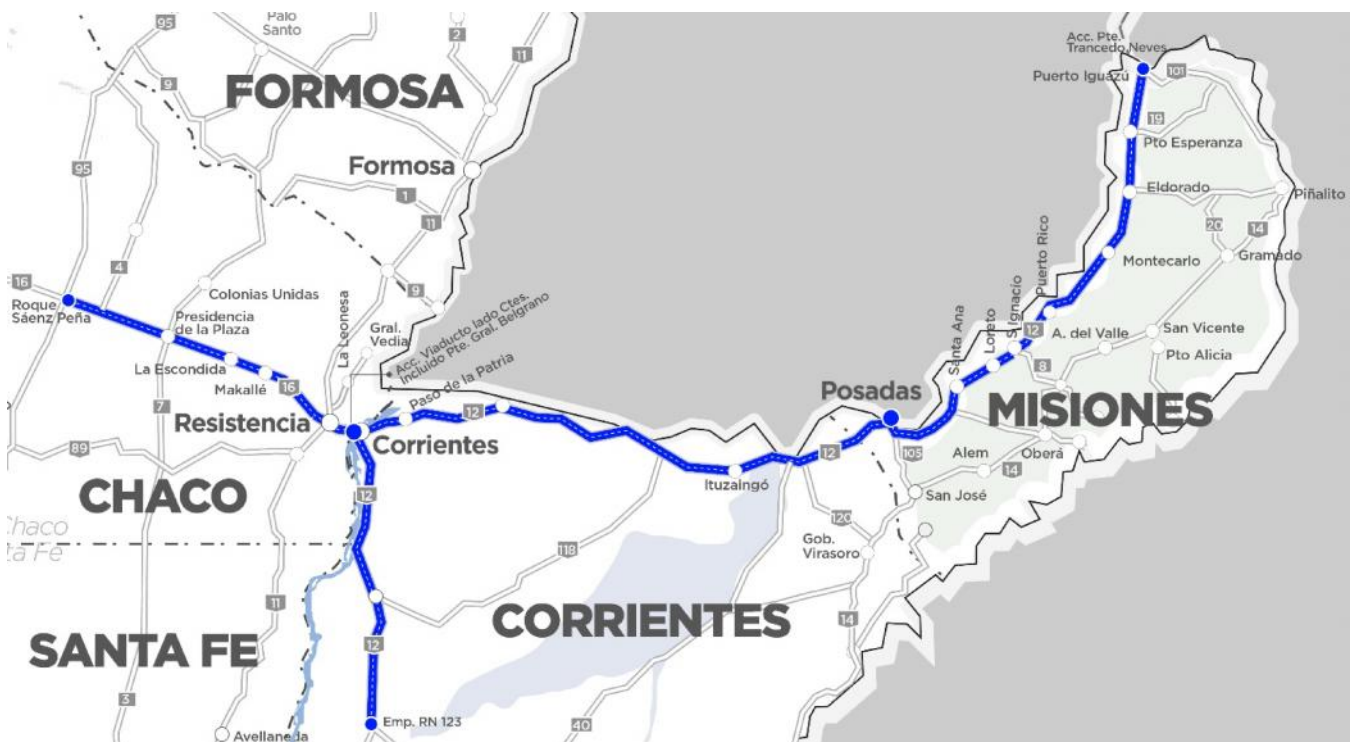 95
Palo
Santo
2
11
9
FORMOSA
Formosa
95
1
11
4
9
16
Roque
Sáenz Peña
Colonias Unidas
Presidencia
de la Plaza
La Leonesa
Gral.
Vedia
Acc. Viaducto lado Ctes.
Incluido Pte. Gral. Belgrano
Paso de la Patria
La Escondida
Makallé
16
7
Resistencia
Corrientes
12
89
CHACO
Chaco
ta Fe
12
118
11
SANTA FE
12
3
Avellaneda
Emp. RN 123
40
CORRIENTES
Ituzaingó
12
120
Gob.
Virasoro
14
Posadas
105
San José
Alem
14
Oberá
MISIONES
Santa Ana
Loreto
S. Ignacio
12
Puerto Rico
8
A. del Valle
San Vicente
Pto Alicia
Montecarlo
Gramado
20
14
Eldorado
Piñalito
Pto Esperanza
19
Puerto Iguazú
101
Acc. Pte.
Trancedo Neves